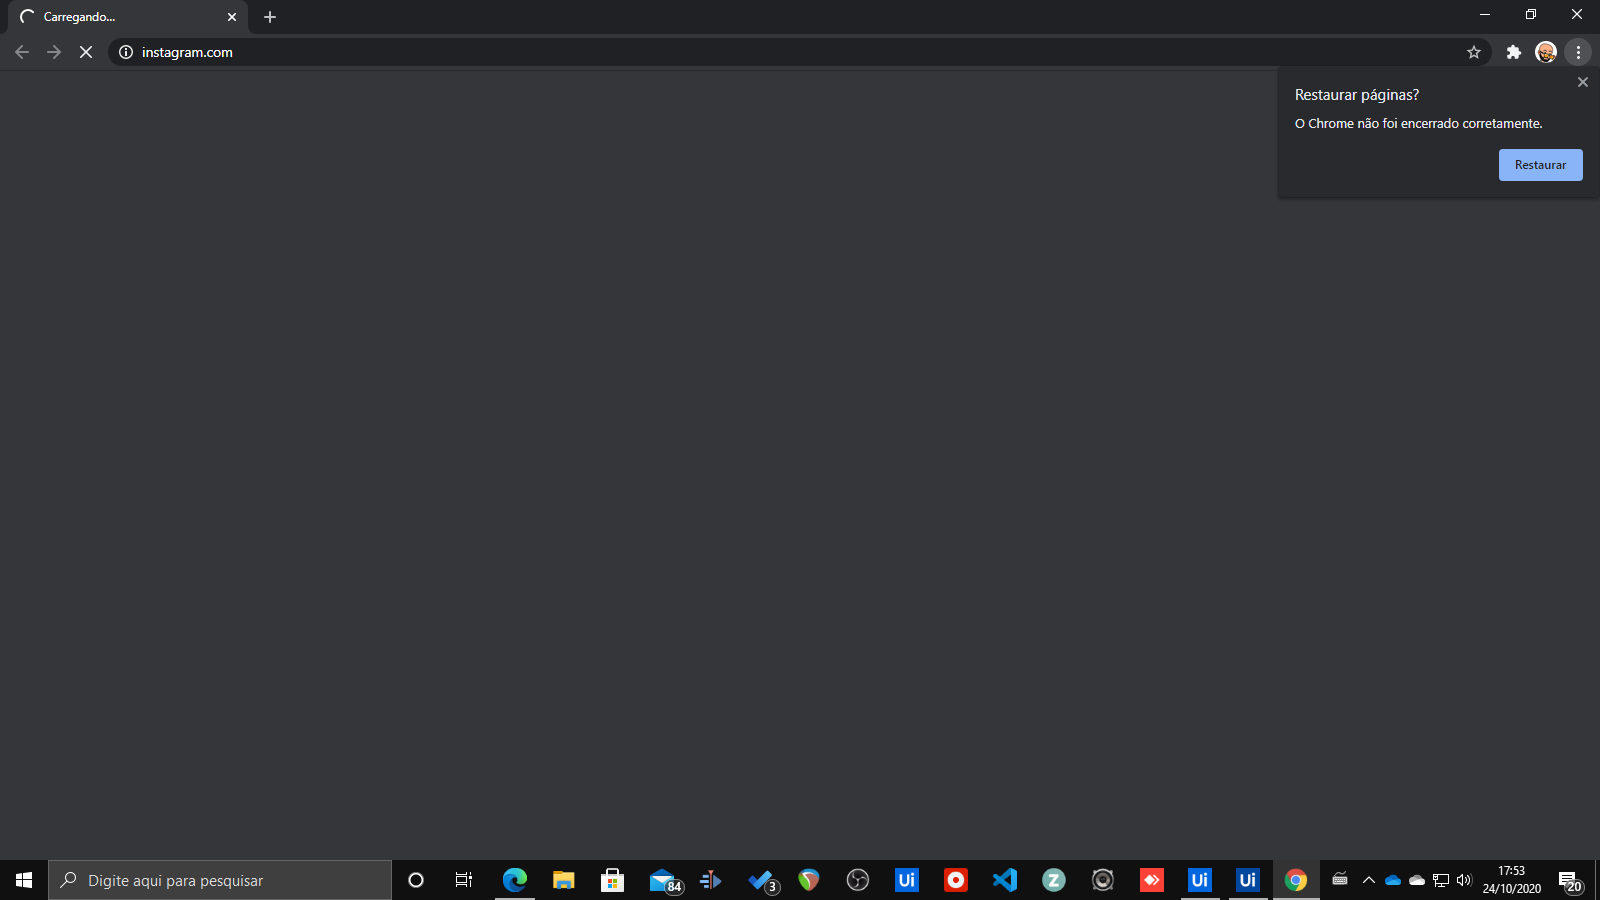 Carregando...
instagram.com
Restaurar páginas?
O Chrome não foi encerrado corretamente.
Restaurar
Digite aqui para pesquisar
84
3
Ui
Z
Ui
Ui
17:53
24/10/2020
20